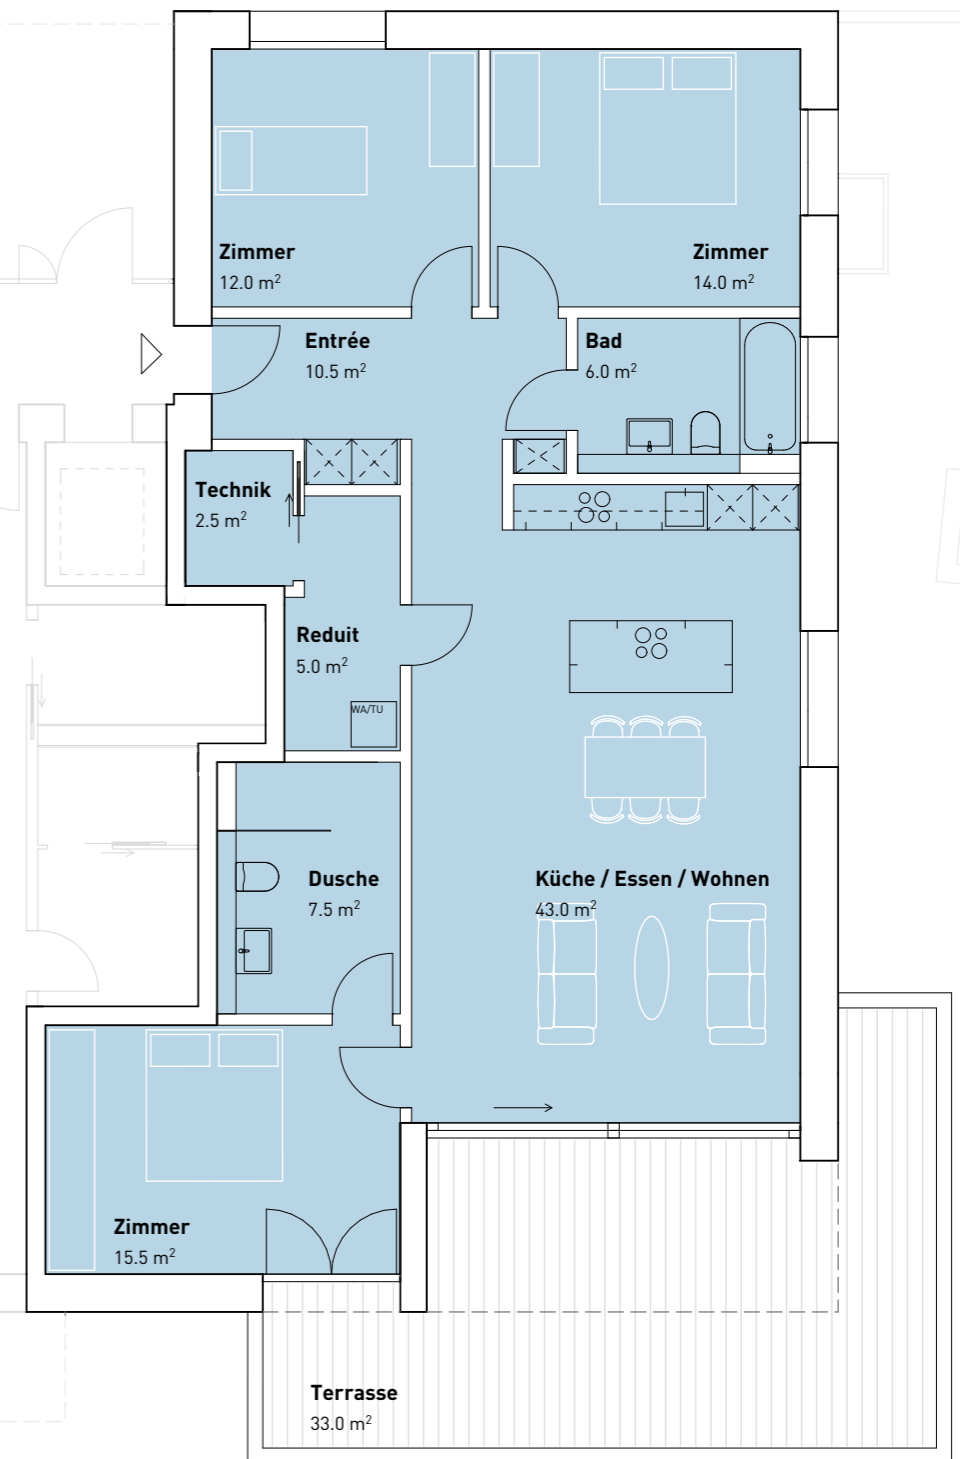 Zimmer
12.0 m²
Zimmer
14.0 m²
Entrée
10.5 m²
Bad
6.0 m²
Technik
2.5 m²
Reduit
5.0 m²
WA/TU
Dusche
7.5 m²
Küche / Essen / Wohnen
43.0 m²
Zimmer
15.5 m²
Terrasse
33.0 m²